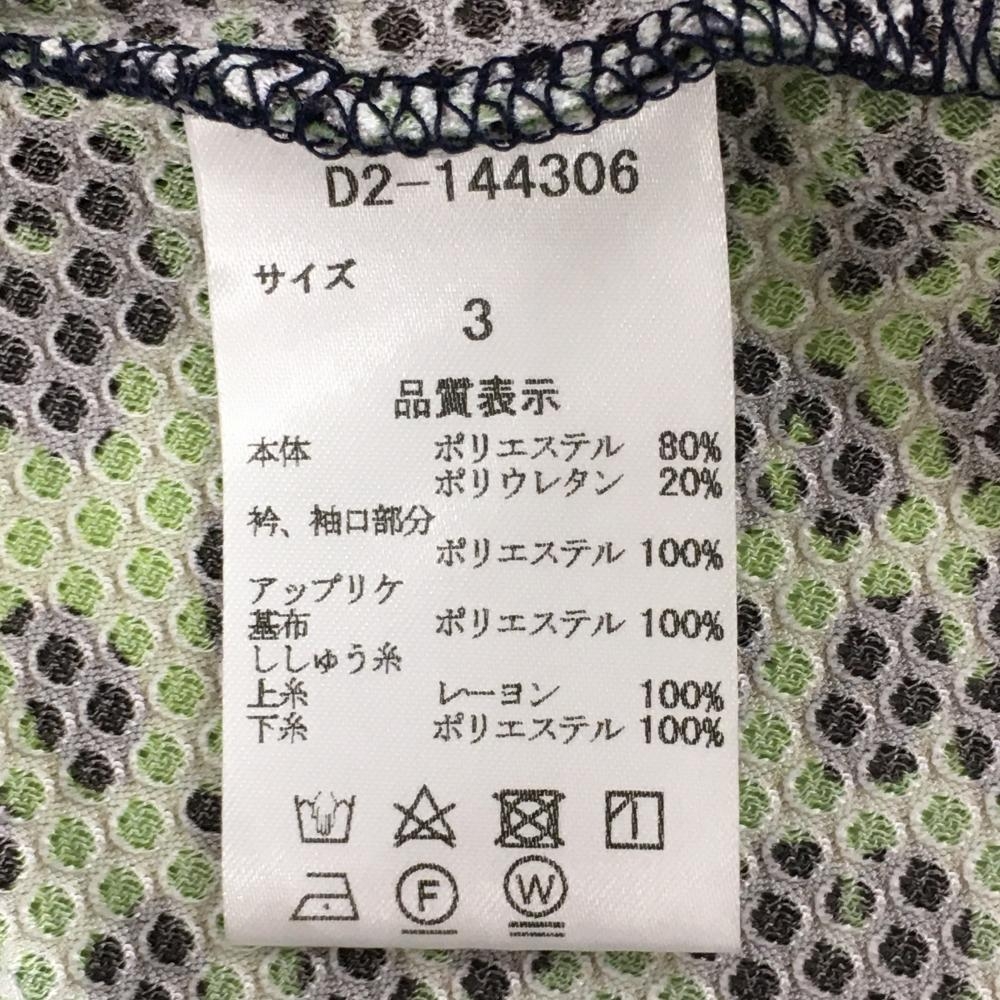 D2-144306
サイズ
3
品質表示
本体 ポリエステル 80%
ポリウレタン 20%
衿、袖口部分
ポリエステル 100%
アップリケ
基布 ポリエステル 100%
ししゅう糸
上糸 レーヨン 100%
下糸 ポリエステル 100%
F W